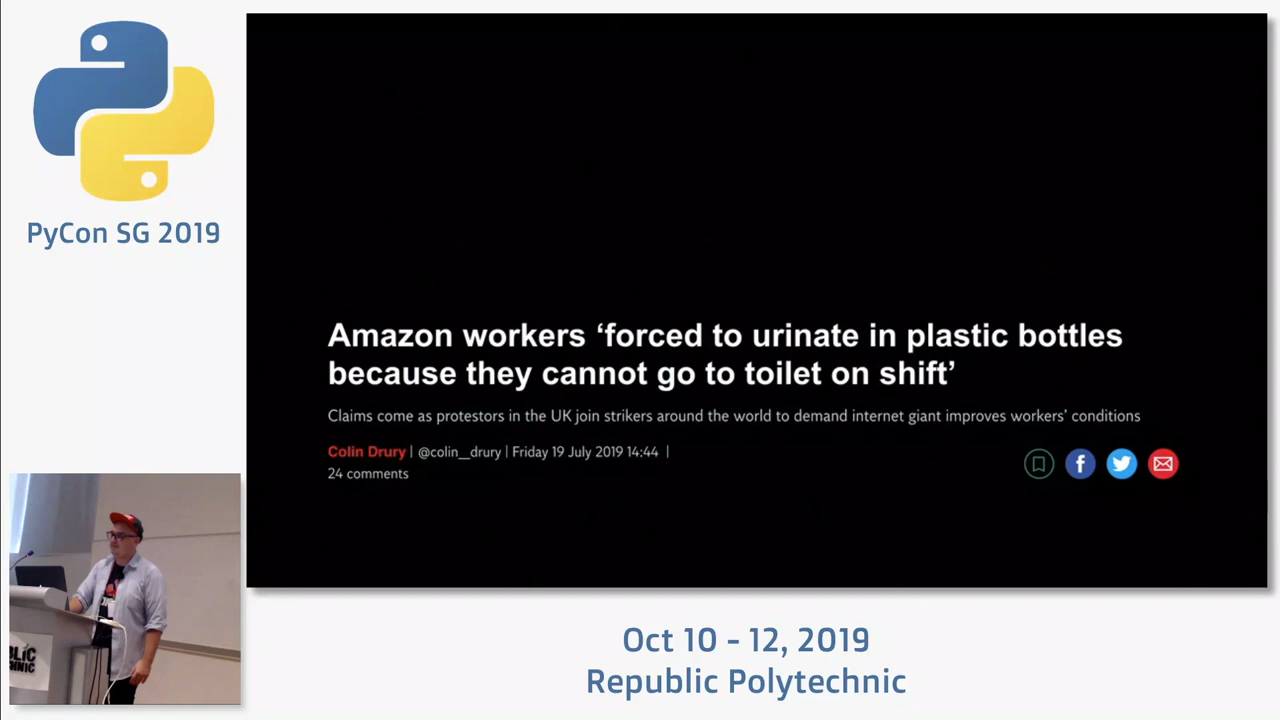 PyCon SG 2019
Amazon workers ‘forced to urinate in plastic bottles
because they cannot go to toilet on shift’
Claims come as protestors in the UK join strikers around the world to demand internet giant improves workers’ conditions
Colin Drury | @colin__drury | Friday 19 July 2019 14:44 |
24 comments
Oct 10 - 12, 2019
Republic Polytechnic